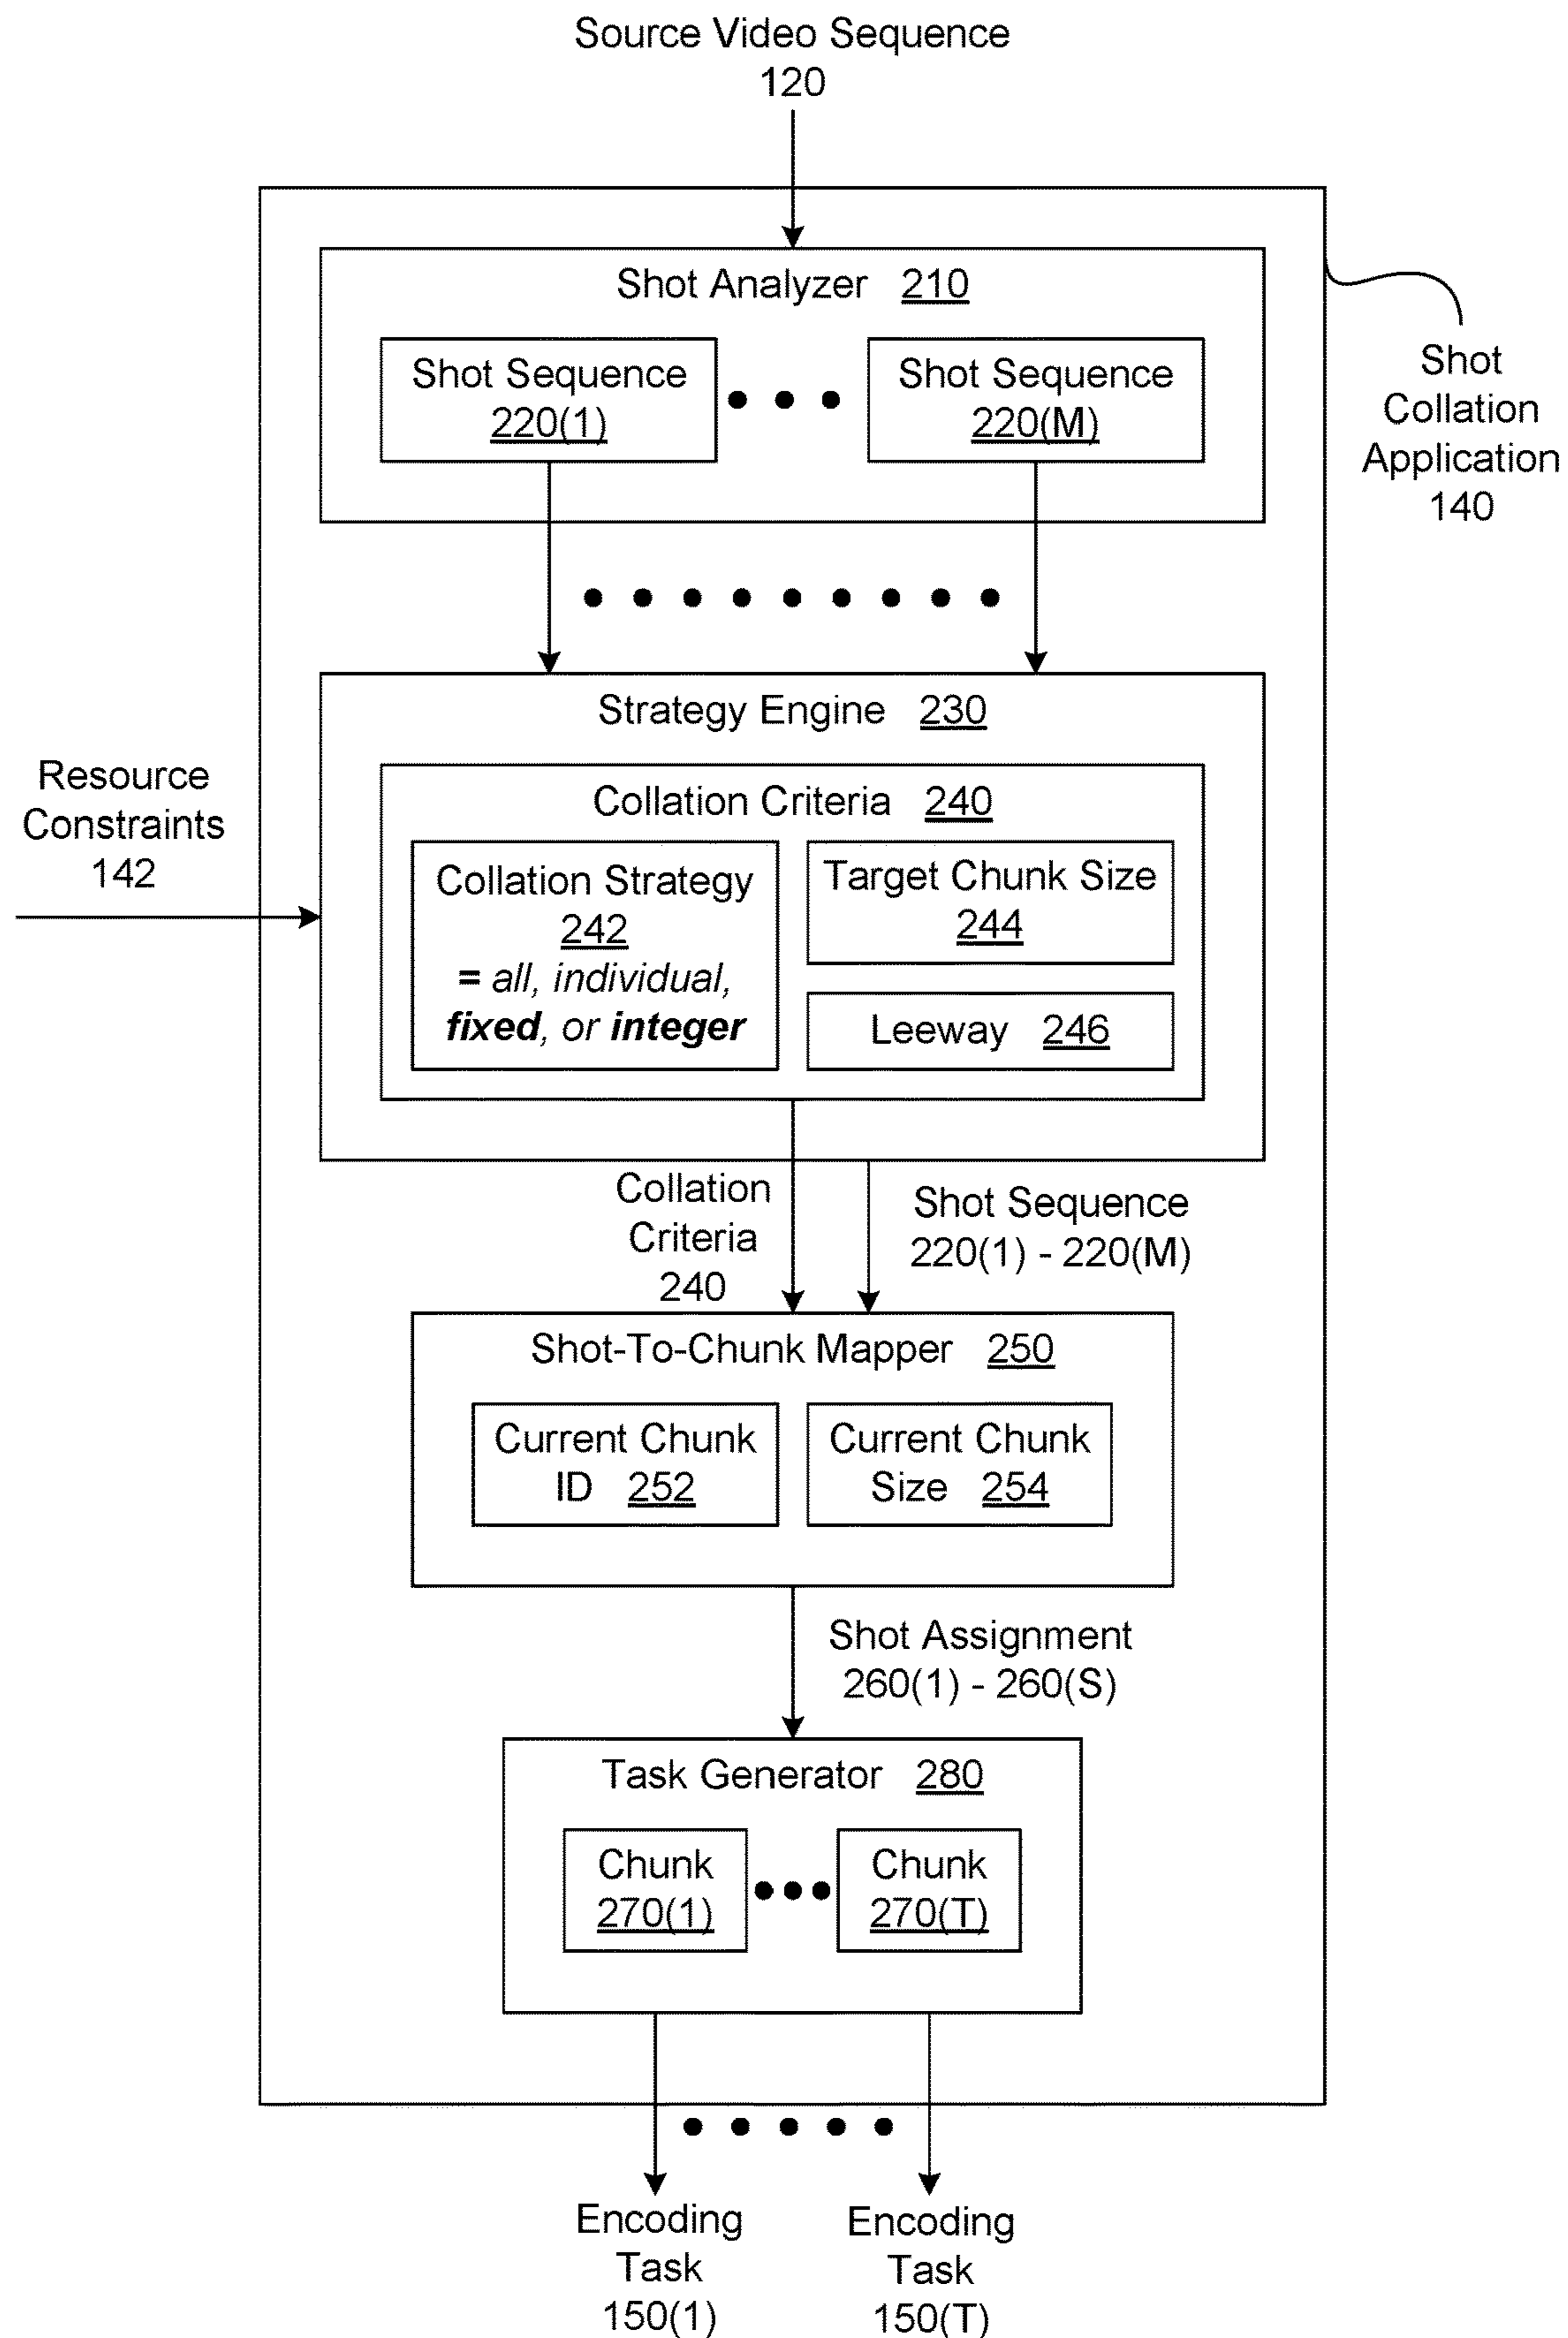 Source Video Sequence
120
Shot Analyzer 210
Shot Sequence
220(1)
Shot Sequence
220(M)
Shot
Collation
Application
140
Strategy Engine 230
Resource
Constraints
142
Collation Criteria 240
Collation Strategy
242
= all, individual,
fixed, or integer
Target Chunk Size
244
Leeway 246
Collation
Criteria
240
Shot Sequence
220(1) - 220(M)
Shot-To-Chunk Mapper 250
Current Chunk
ID 252
Current Chunk
Size 254
Shot Assignment
260(1) - 260(S)
Task Generator 280
Chunk
270(1)
Chunk
270(T)
Encoding
Task
150(1)
Encoding
Task
150(T)